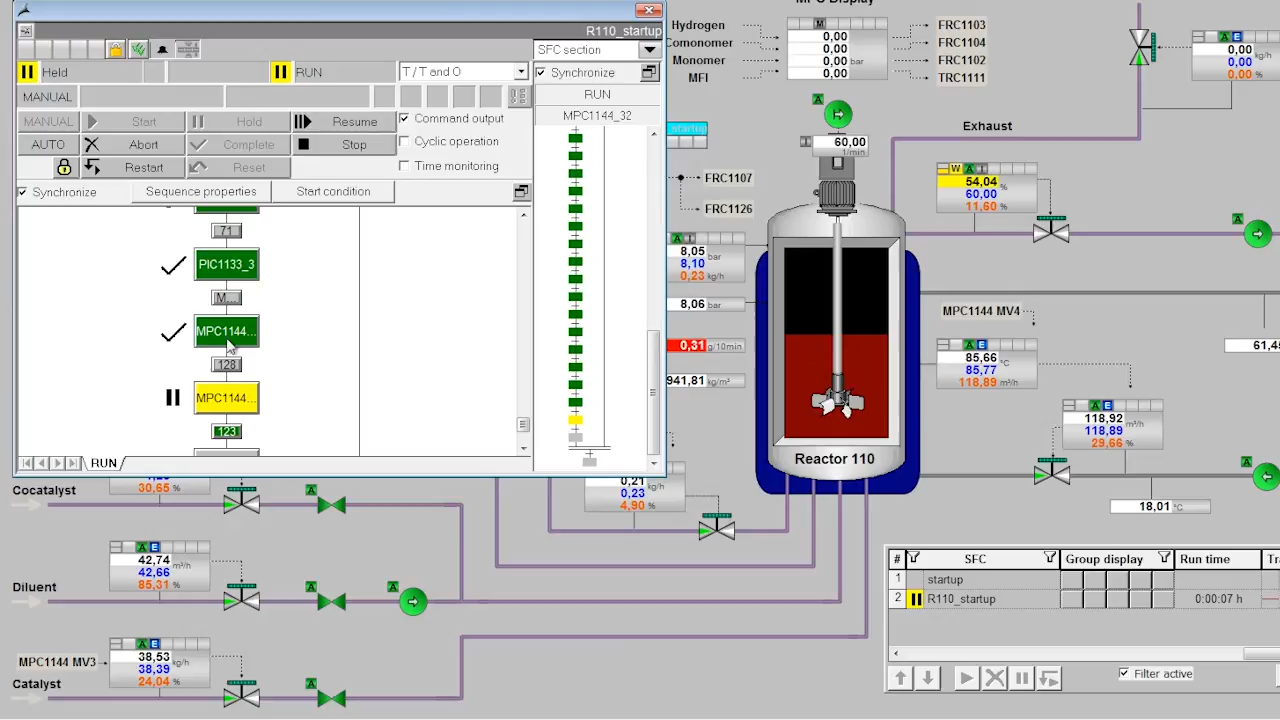 R110_startup
SFC section
Held
RUN
T / T and O
Synchronize
MANUAL
RUN
MANUAL
Start
Hold
Resume
Command output
MPC1144_32
AUTO
Abort
Complete
Stop
Cyclic operation
Restart
Reset
Time monitoring
Synchronize
Sequence properties
Start condition
71
PIC1133_3
M...
MPC1144...
128
MPC1144...
123
RUN
Hydrogen
Comonomer
Monomer
MFI
M
0,00
0,00 bar
0,00
0,00
FRC1103
FRC1104
FRC1102
TRC1111
A
60,00
1/min
startup
FRC1107
FRC1126
A
8,05 bar
8,10
0,23 kg/h
8,06 bar
0,31 g/10min
941,81 kg/m³
A E
0,00 kg/h
0,00
0,00 %
Exhaust
W A
54,04 %
60,00
11,60 %
A
MPC1144 MV4
61,45
A E
85,66 °C
85,77
118,89 m³/h
A E
118,92 m³/h
118,89
29,66 %
A
18,01 °C
Reactor 110
0,21 kg/h
0,23
4,90 %
Cocatalyst
30,65 %
A
Diluent
A E
42,74 m³/h
42,66
85,31 %
A
A
MPC1144 MV3
Catalyst
A E
38,53 kg/h
38,39
24,04 %
A
# SFC Group display Run time
1 startup
2 R110_startup 0:00:07 h
Filter active